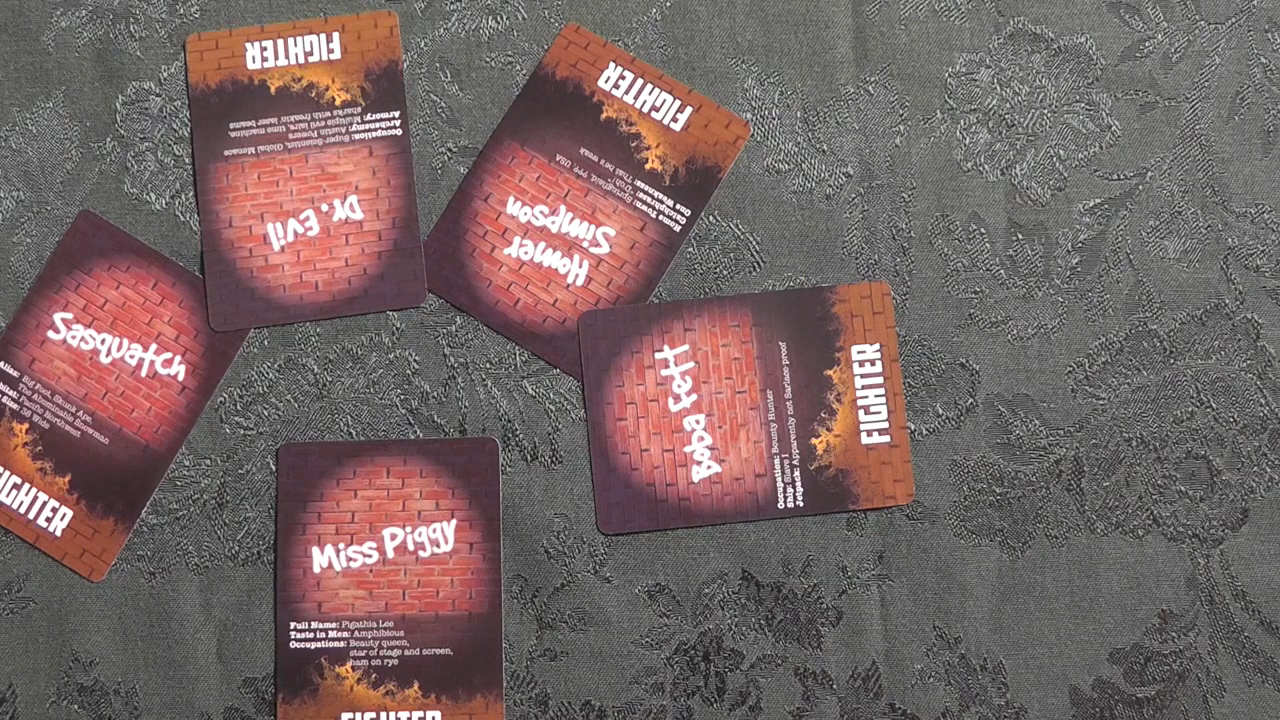 FIGHTER
Occupation: Super-Scientist, Global Menace
Archenemy: Austin Powers
Armory: Multiple evil lairs, time machine,
sharks with freakin' laser beams
Dr. Evil
FIGHTER
Home Town: Springfield, ???, USA
Catchphrase: "D'oh!"
One Weakness: That he's weak
Homer
Simpson
Sasquatch
Alias: Big Foot, Skunk Ape,
The Abominable Snowman
Pacific Northwest
Size: 38 Wide
FIGHTER
Boba Fett
Occupation: Bounty Hunter
Ship: Slave I
Jetpack: Apparently not Sarlacc-proof
FIGHTER
Miss Piggy
Full Name: Pigathia Lee
Taste in Men: Amphibious
Occupations: Beauty queen,
star of stage and screen,
ham on rye
FIGHTER